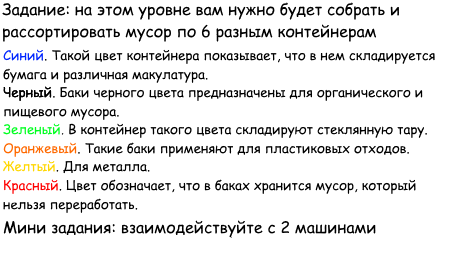 Задание: на этом уровне вам нужно будет собрать и
рассортировать мусор по 6 разным контейнерам
Синий. Такой цвет контейнера показывает, что в нем складируется
бумага и различная макулатура.
Черный. Баки черного цвета предназначены для органического и
пищевого мусора.
Зеленый. В контейнер такого цвета складируют стеклянную тару.
Оранжевый. Такие баки применяют для пластиковых отходов.
Желтый. Для металла.
Красный. Цвет обозначает, что в баках хранится мусор, который
нельзя переработать.
Мини задания: взаимодействуйте с 2 машинами